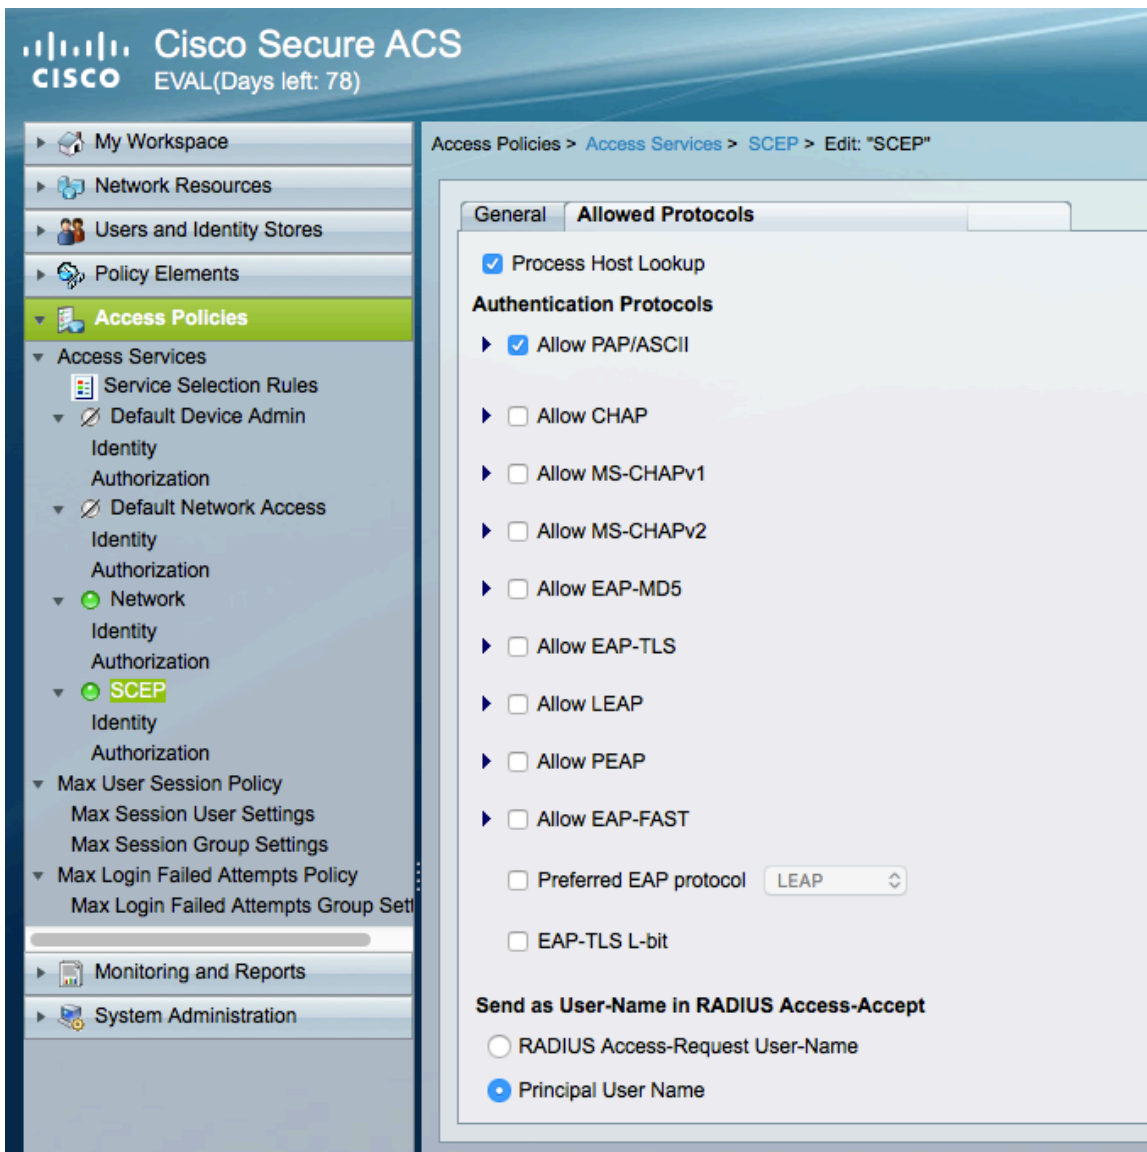 Cisco Secure ACS
CISCO
EVAL(Days left: 78)
My Workspace
Network Resources
Users and Identity Stores
Policy Elements
Access Policies
Access Services
Service Selection Rules
Default Device Admin
Identity
Authorization
Default Network Access
Identity
Authorization
Network
Identity
Authorization
SCEP
Identity
Authorization
Max User Session Policy
Max Session User Settings
Max Session Group Settings
Max Login Failed Attempts Policy
Max Login Failed Attempts Group Sett
Monitoring and Reports
System Administration
Access Policies > Access Services > SCEP > Edit: "SCEP"
General Allowed Protocols
Process Host Lookup
Authentication Protocols
Allow PAP/ASCII
Allow CHAP
Allow MS-CHAPv1
Allow MS-CHAPv2
Allow EAP-MD5
Allow EAP-TLS
Allow LEAP
Allow PEAP
Allow EAP-FAST
Preferred EAP protocol LEAP
EAP-TLS L-bit
Send as User-Name in RADIUS Access-Accept
RADIUS Access-Request User-Name
Principal User Name